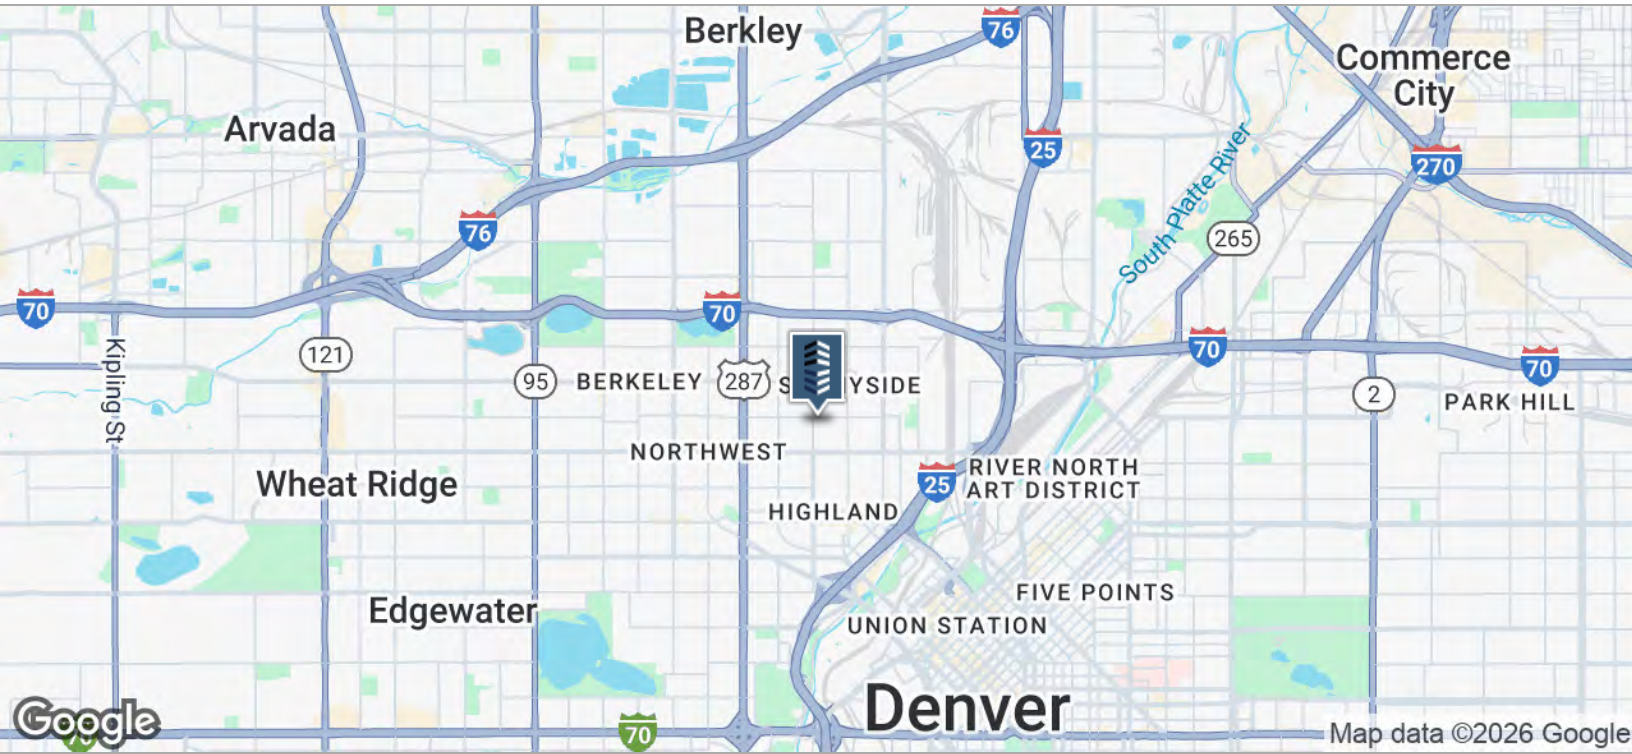 Berkley
76
Commerce
City
Arvada
25
270
South Platte River
76
265
70
70
70
70
121
Kipling St
95
BERKELEY
287
S
YSIDE
2
PARK HILL
NORTHWEST
Wheat Ridge
25
RIVER NORTH
ART DISTRICT
HIGHLAND
FIVE POINTS
Edgewater
UNION STATION
Denver
Google
70
Map data ©2026 Google